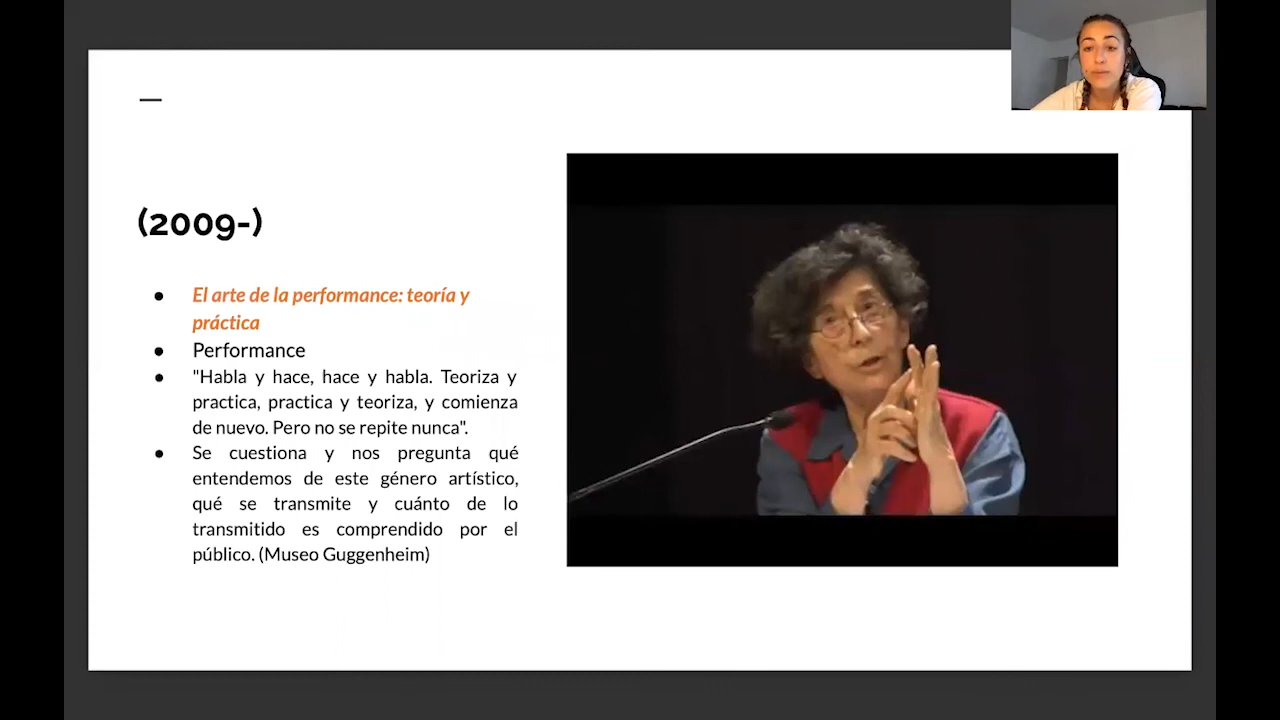 (2009-)
● El arte de la performance: teoría y
práctica
● Performance
● "Habla y hace, hace y habla. Teoriza y
practica, practica y teoriza, y comienza
de nuevo. Pero no se repite nunca".
● Se cuestiona y nos pregunta qué
entendemos de este género artístico,
qué se transmite y cuánto de lo
transmitido es comprendido por el
público. (Museo Guggenheim)